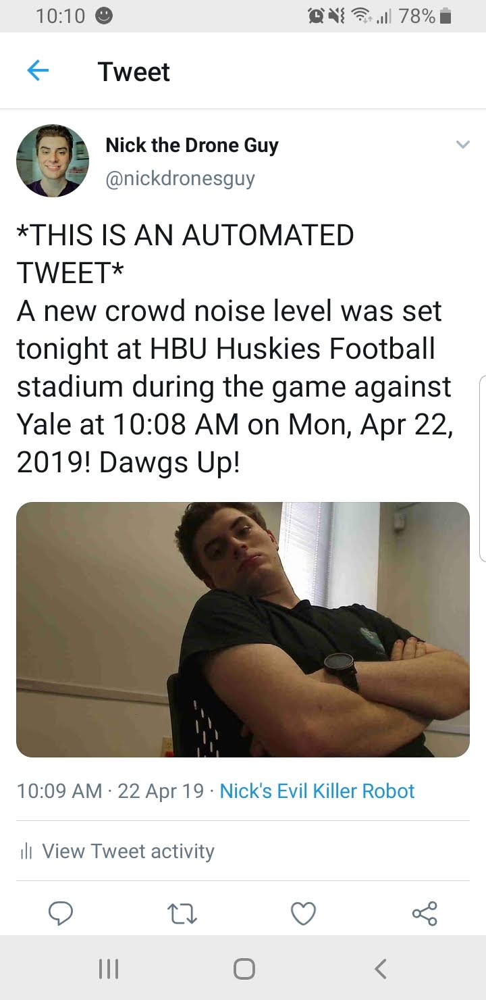 10:10 78%
Tweet
Nick the Drone Guy
@nickdronesguy
*THIS IS AN AUTOMATED
TWEET*
A new crowd noise level was set
tonight at HBU Huskies Football
stadium during the game against
Yale at 10:08 AM on Mon, Apr 22,
2019! Dawgs Up!
10:09 AM · 22 Apr 19 · Nick's Evil Killer Robot
View Tweet activity